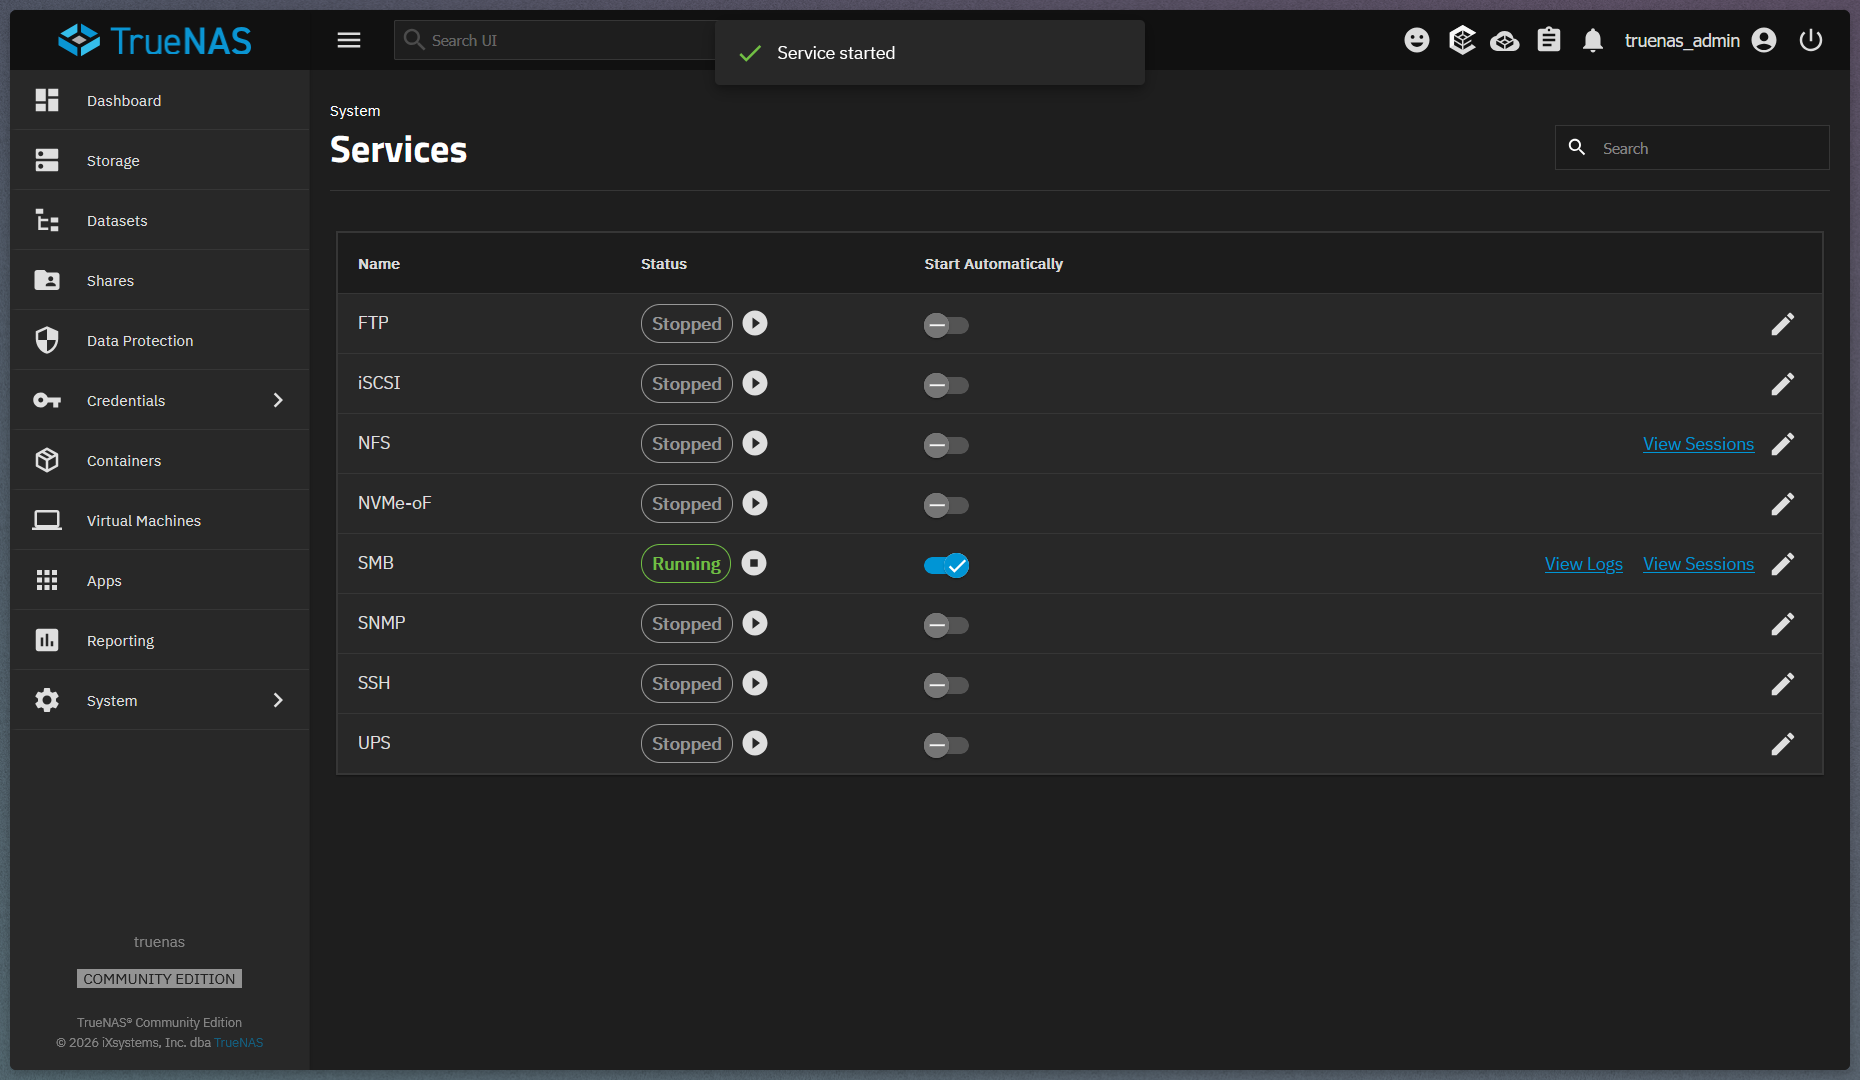 TrueNAS
Search UI
Service started
truenas_admin
Dashboard
Storage
Datasets
Shares
Data Protection
Credentials
Containers
Virtual Machines
Apps
Reporting
System
truenas
COMMUNITY EDITION
TrueNAS® Community Edition
© 2026 iXsystems, Inc. dba TrueNAS
System
Services
Search
Name Status Start Automatically
FTP Stopped
iSCSI Stopped
NFS Stopped View Sessions
NVMe-oF Stopped
SMB Running View Logs View Sessions
SNMP Stopped
SSH Stopped
UPS Stopped